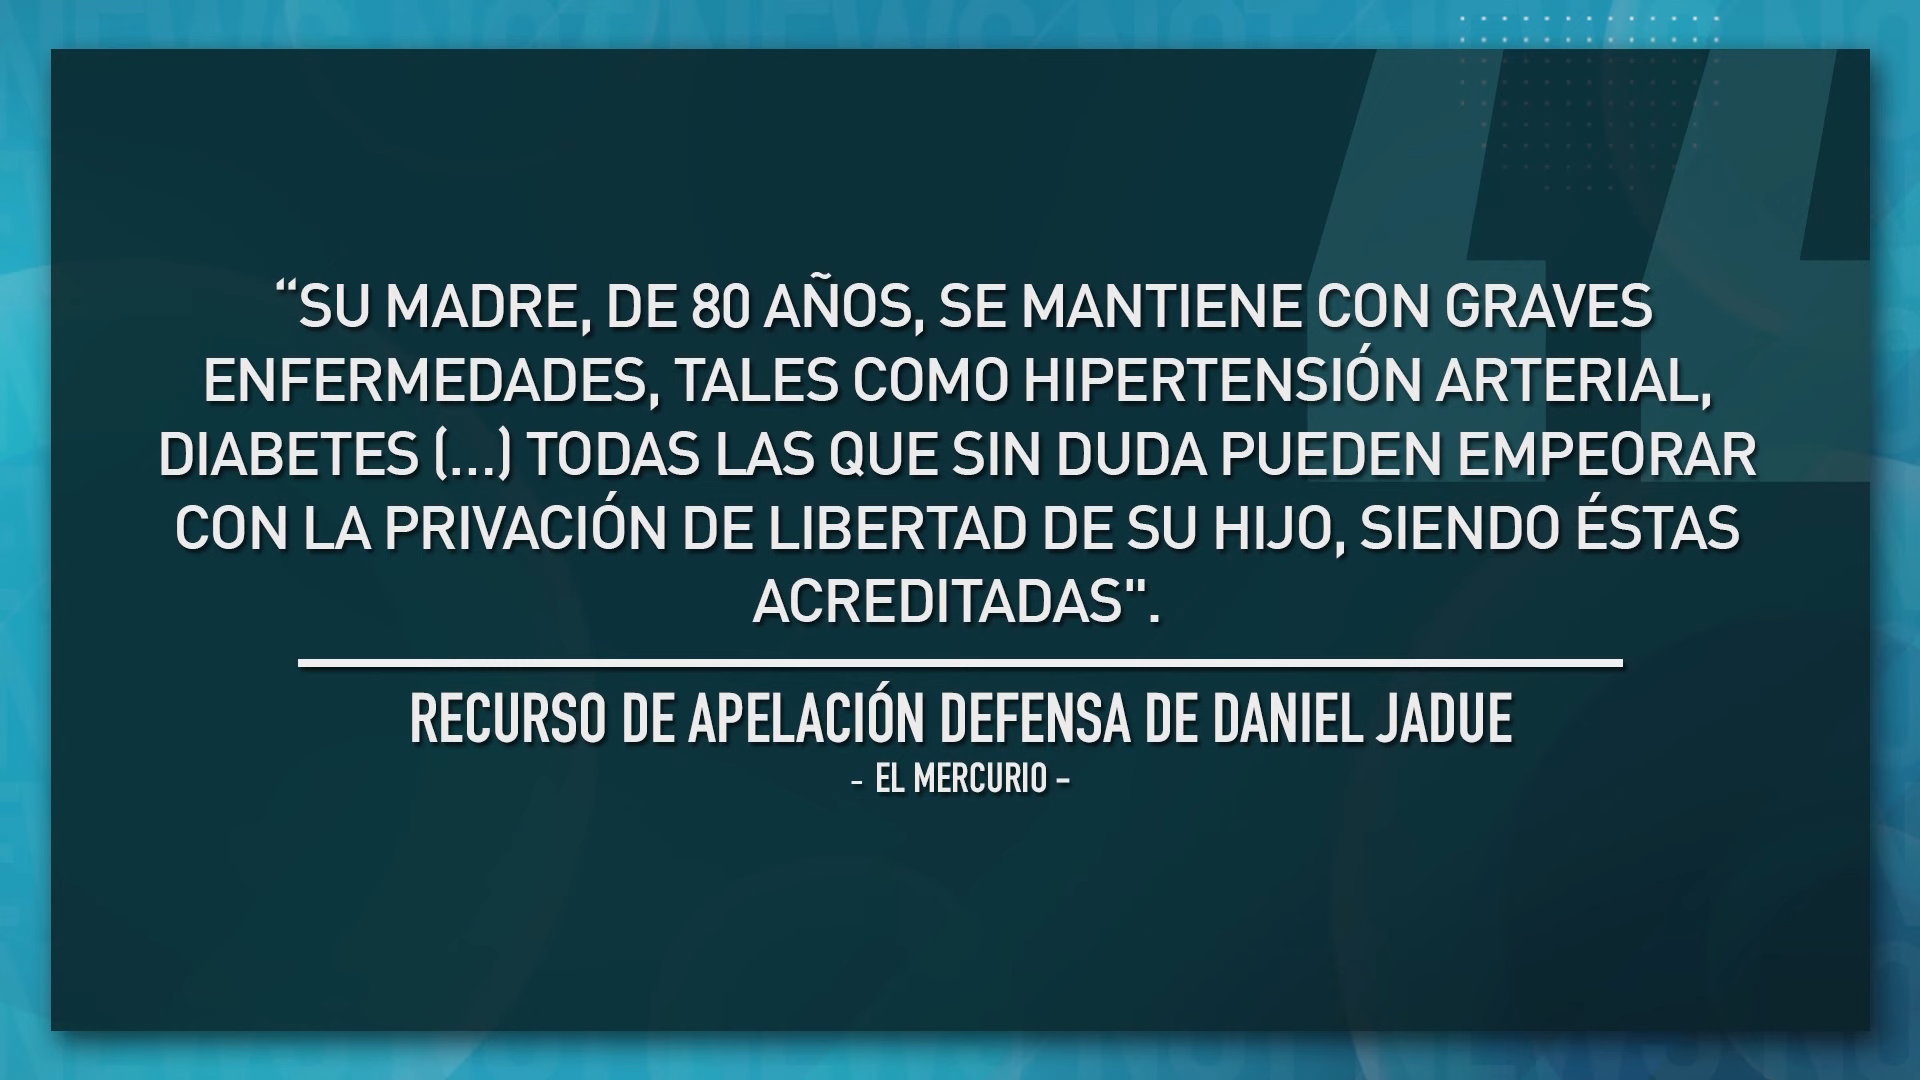 “SU MADRE, DE 80 AÑOS, SE MANTIENE CON GRAVES
ENFERMEDADES, TALES COMO HIPERTENSIÓN ARTERIAL,
DIABETES (...) TODAS LAS QUE SIN DUDA PUEDEN EMPEORAR
CON LA PRIVACIÓN DE LIBERTAD DE SU HIJO, SIENDO ÉSTAS
ACREDITADAS".
RECURSO DE APELACIÓN DEFENSA DE DANIEL JADUE
- EL MERCURIO -